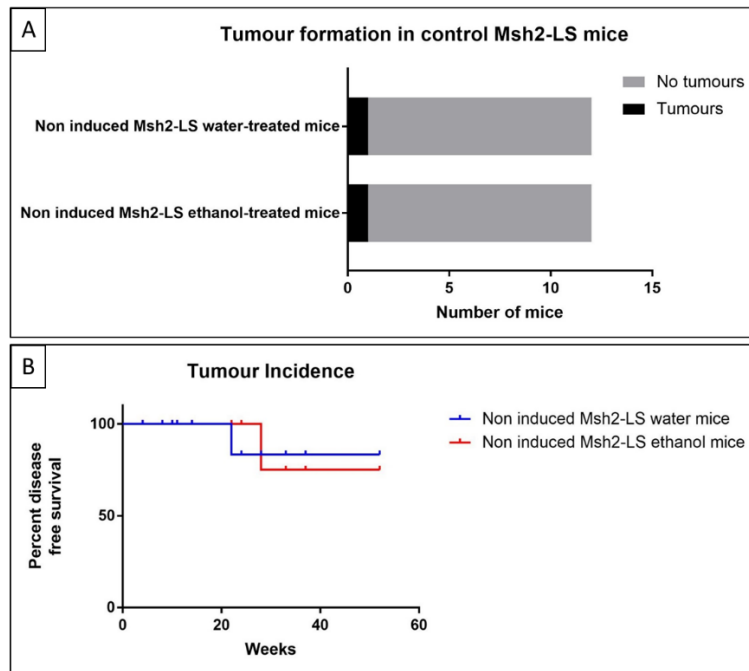 A
Tumour formation in control Msh2-LS mice
No tumours
Tumours
Non induced Msh2-LS water-treated mice
Non induced Msh2-LS ethanol-treated mice
0 5 10 15
Number of mice
B
Tumour Incidence
Non induced Msh2-LS water mice
Non induced Msh2-LS ethanol mice
100
50
0
Percent disease
free survival
0 20 40 60
Weeks